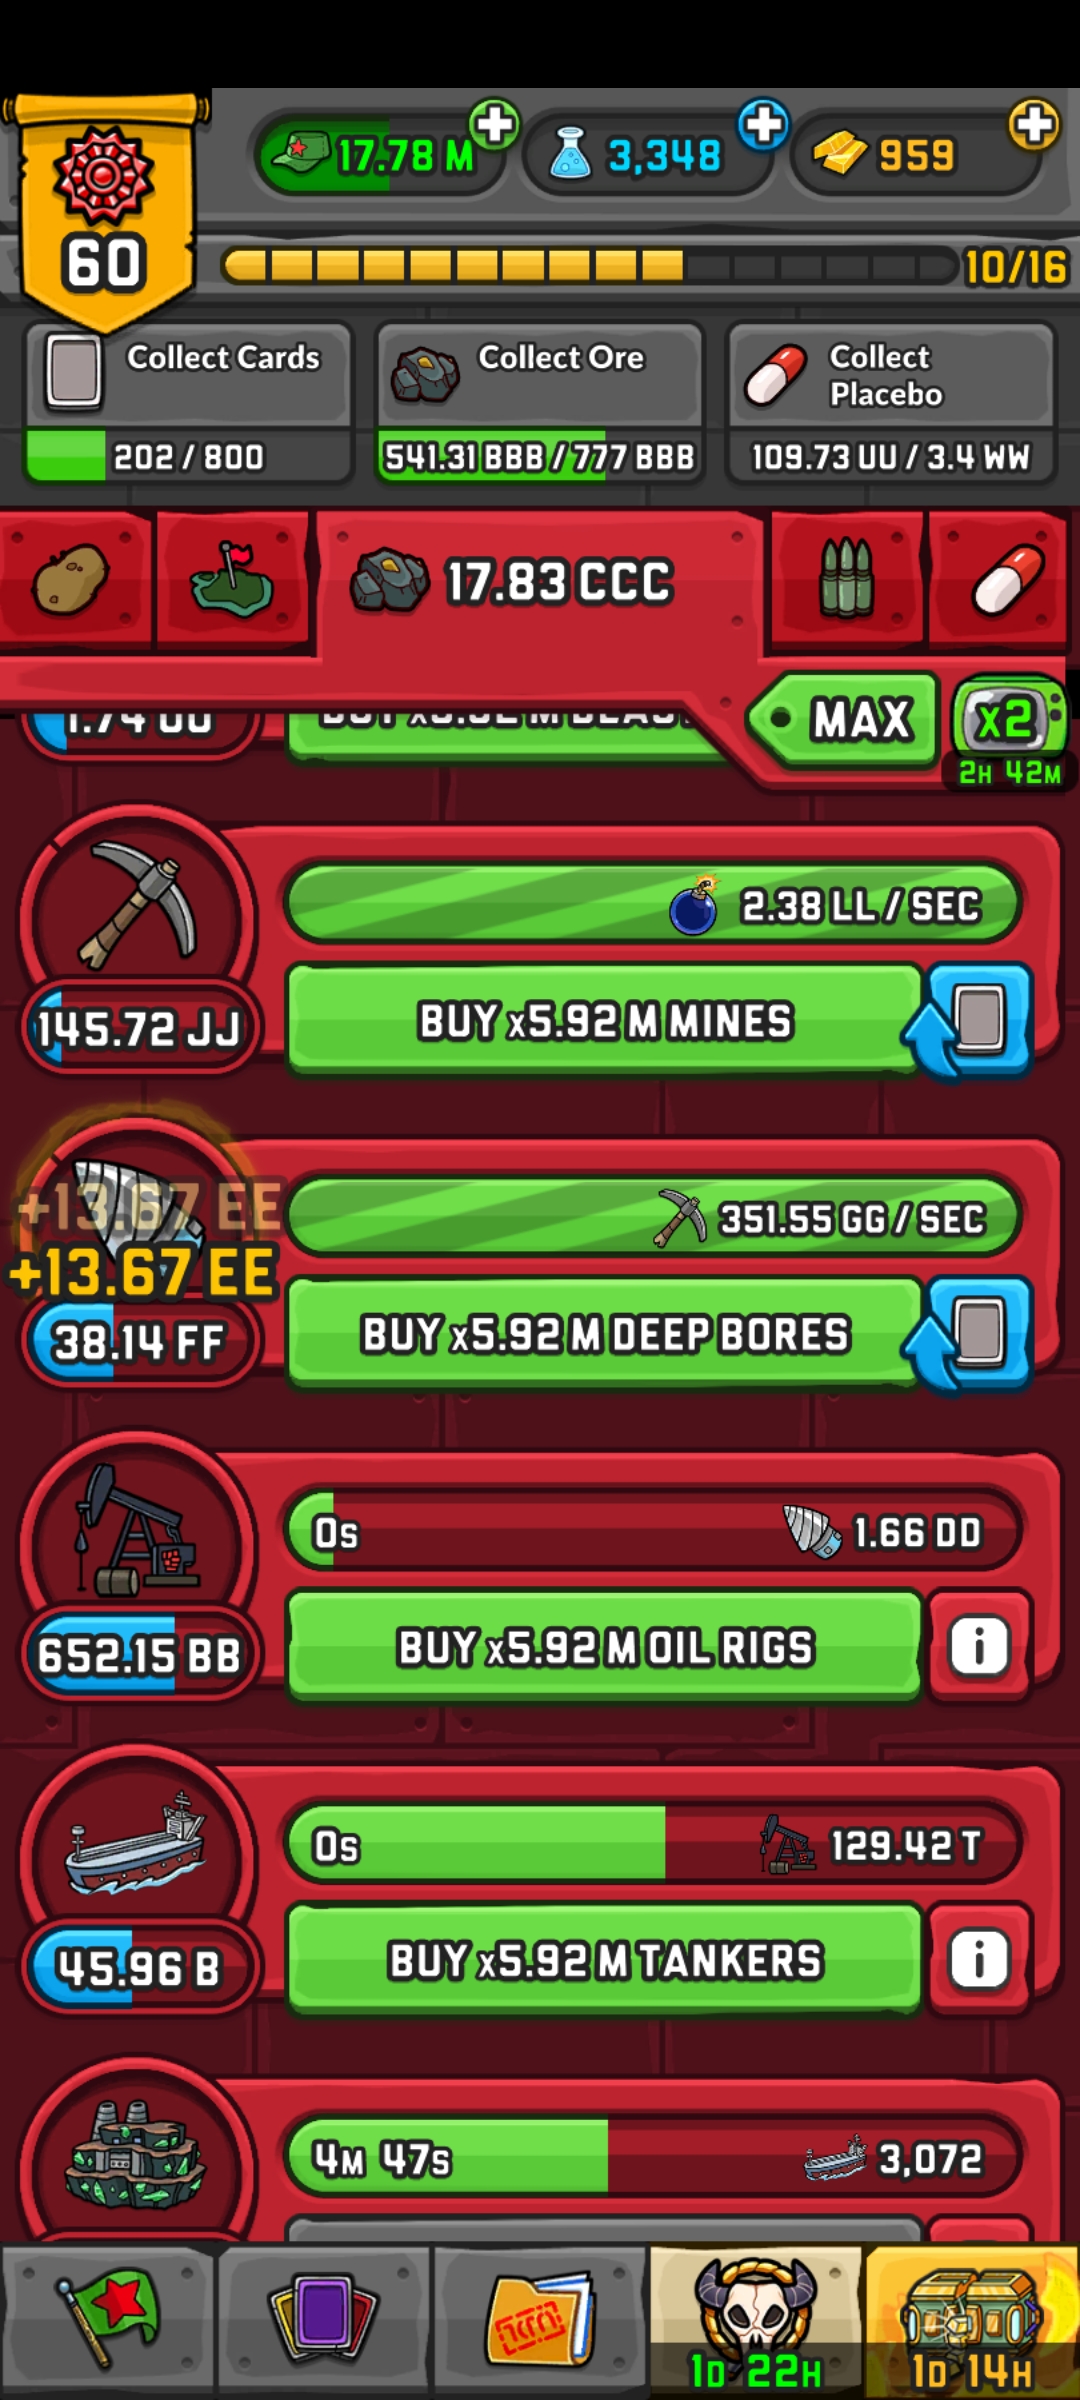 60
17.78 M
3,348
959
10/16
Collect Cards
202 / 800
Collect Ore
541.31 BBB / 777 BBB
Collect
Placebo
109.73 UU / 3.4 WW
17.83 CCC
MAX
x2
2H 42M
2.38 LL / SEC
BUY x5.92 M MINES
145.72 JJ
+13.67 EE
+13.67 EE
351.55 GG / SEC
BUY x5.92 M DEEP BORES
38.14 FF
0s
1.66 DD
BUY x5.92 M OIL RIGS
i
652.15 BB
0s
129.42 T
BUY x5.92 M TANKERS
i
45.96 B
4M 47s
3,072
1D 22H
1D 14H